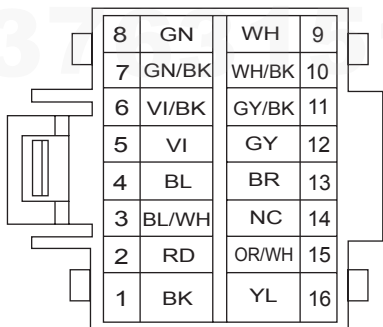 8 GN WH 9
7 GN/BK WH/BK 10
6 VI/BK GY/BK 11
5 VI GY 12
4 BL BR 13
3 BL/WH NC 14
2 RD OR/WH 15
1 BK YL 16